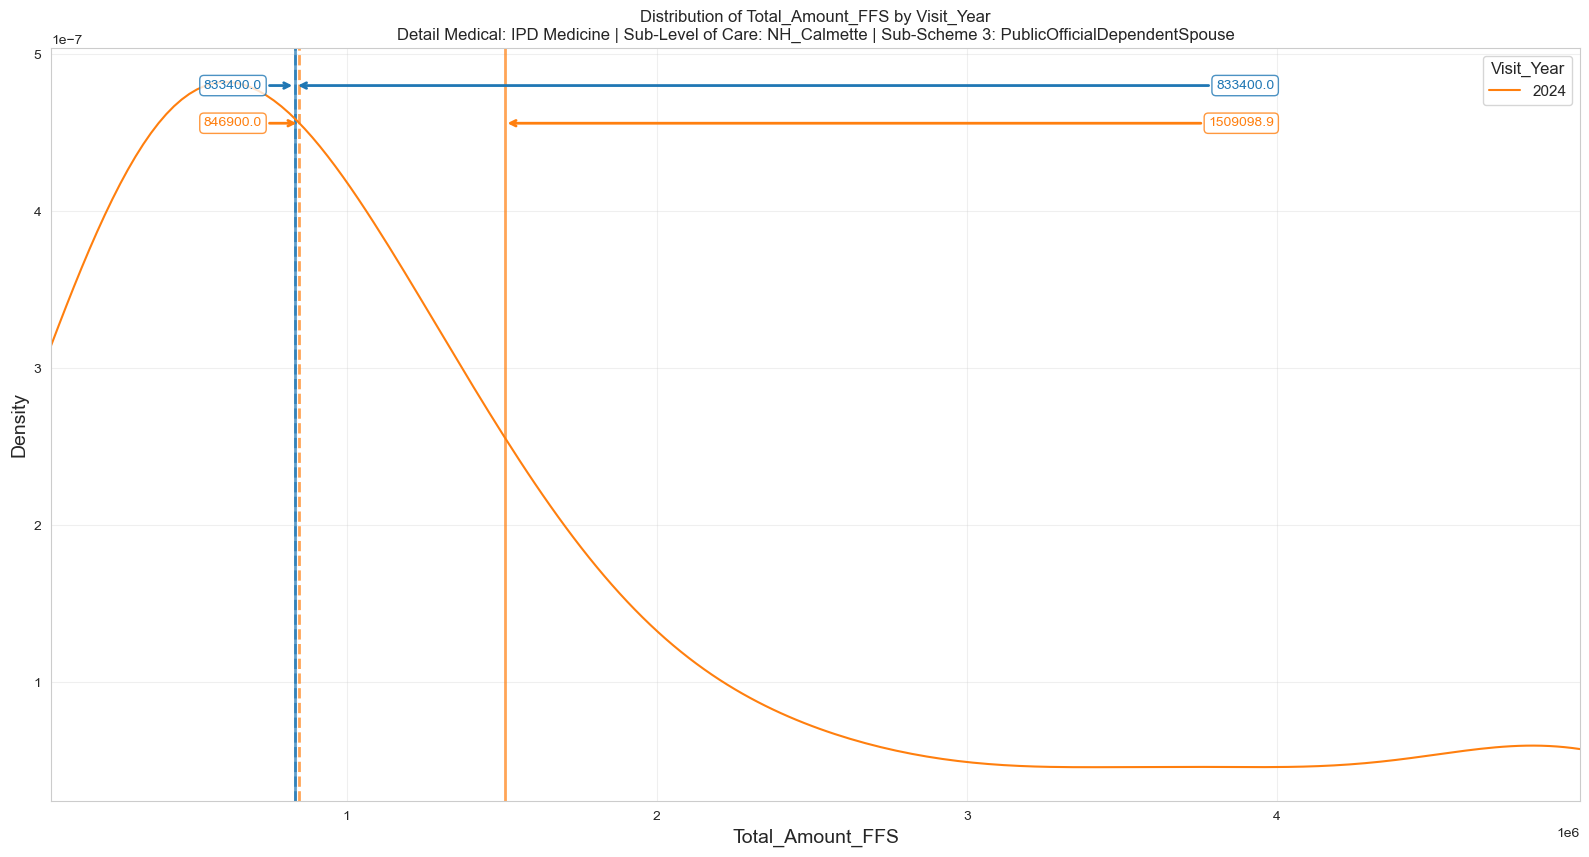 Distribution of Total_Amount_FFS by Visit_Year
Detail Medical: IPD Medicine | Sub-Level of Care: NH_Calmette | Sub-Scheme 3: PublicOfficialDependentSpouse
1e−7
5
4
3
2
1
Density
833400.0
833400.0
846900.0
1509098.9
Visit_Year
2024
1
2
3
4
1e6
Total_Amount_FFS